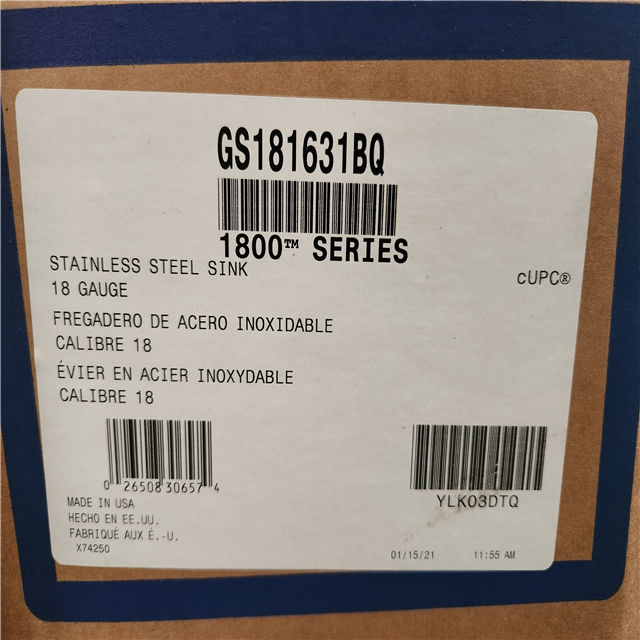 GS181631BQ
1800™ SERIES
STAINLESS STEEL SINK
18 GAUGE
cUPC®
FREGADERO DE ACERO INOXIDABLE
CALIBRE 18
ÉVIER EN ACIER INOXYDABLE
CALIBRE 18
0 26508 30657 4
YLK03DTQ
MADE IN USA
HECHO EN EE.UU.
FABRIQUÉ AUX É.-U.
X74250
01/15/21 11:55 AM